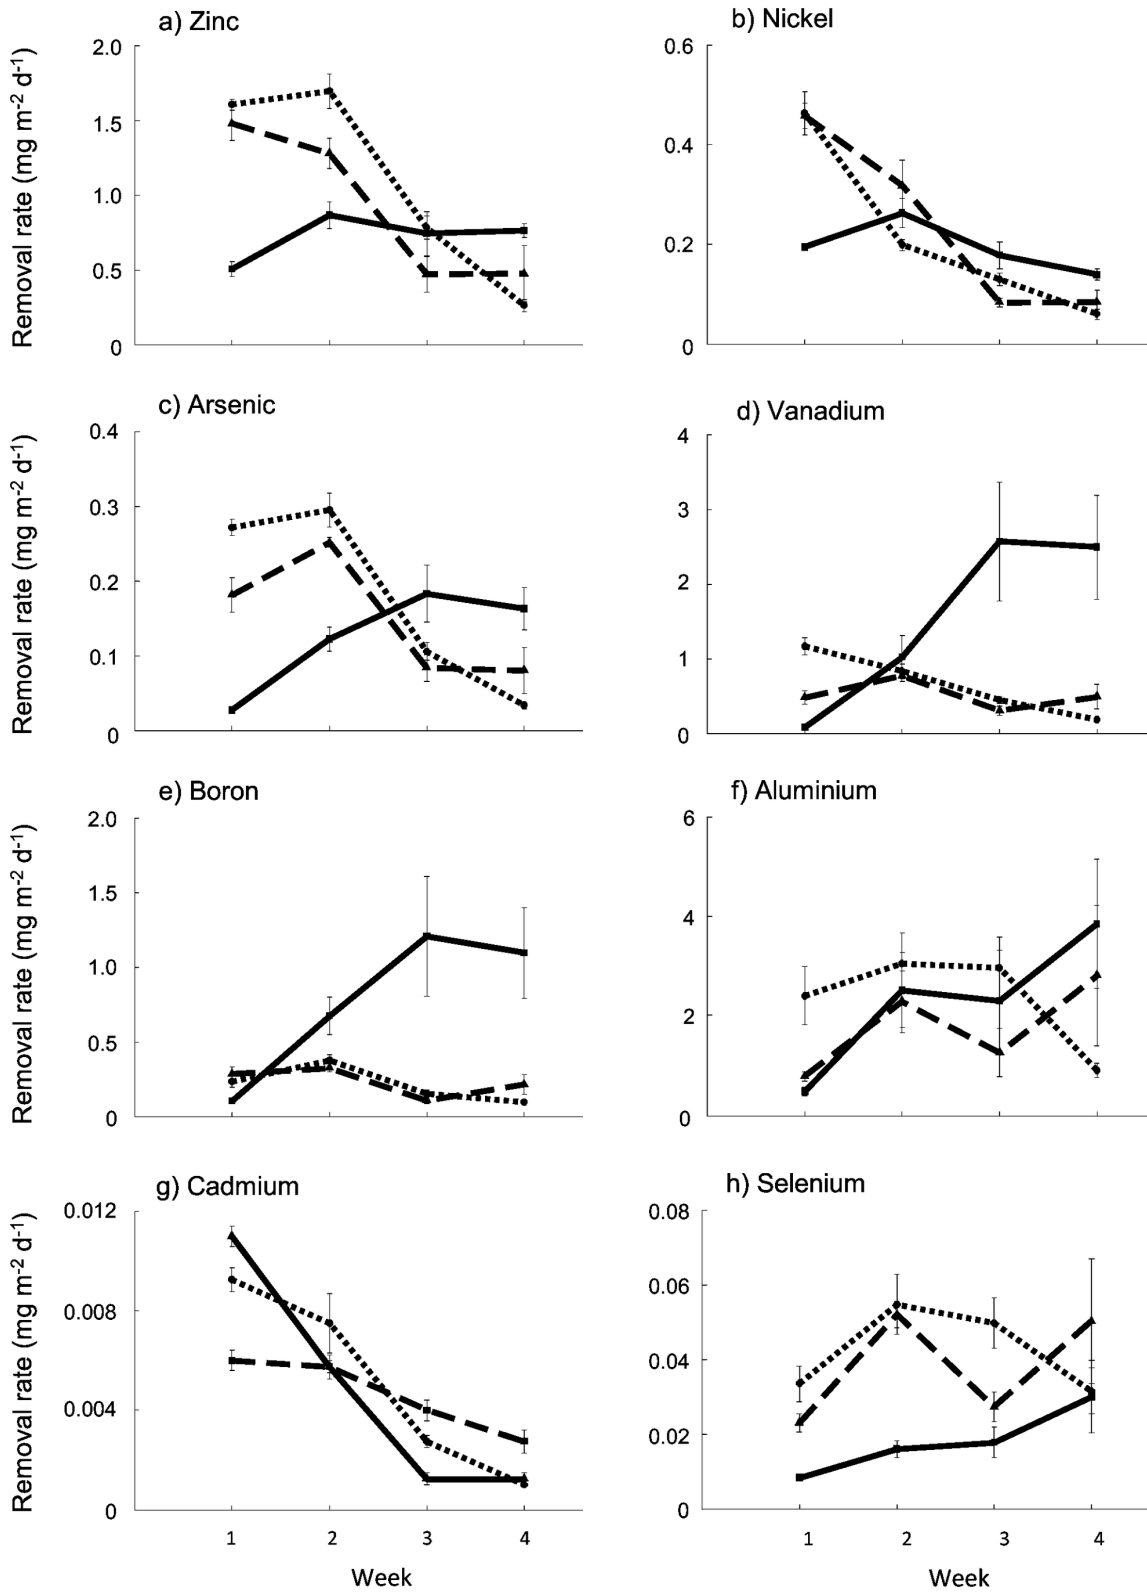 a) Zinc
b) Nickel
Removal rate (mg m-2 d-1)
2.0
1.5
1.0
0.5
0
0.6
0.4
0.2
0
c) Arsenic
d) Vanadium
Removal rate (mg m-2 d-1)
0.4
0.3
0.2
0.1
0
4
3
2
1
0
e) Boron
f) Aluminium
Removal rate (mg m-2 d-1)
2.0
1.5
1.0
0.5
0
6
4
2
0
g) Cadmium
h) Selenium
Removal rate (mg m-2 d-1)
0.012
0.008
0.004
0
0.08
0.06
0.04
0.02
0
1 2 3 4
1 2 3 4
Week
Week